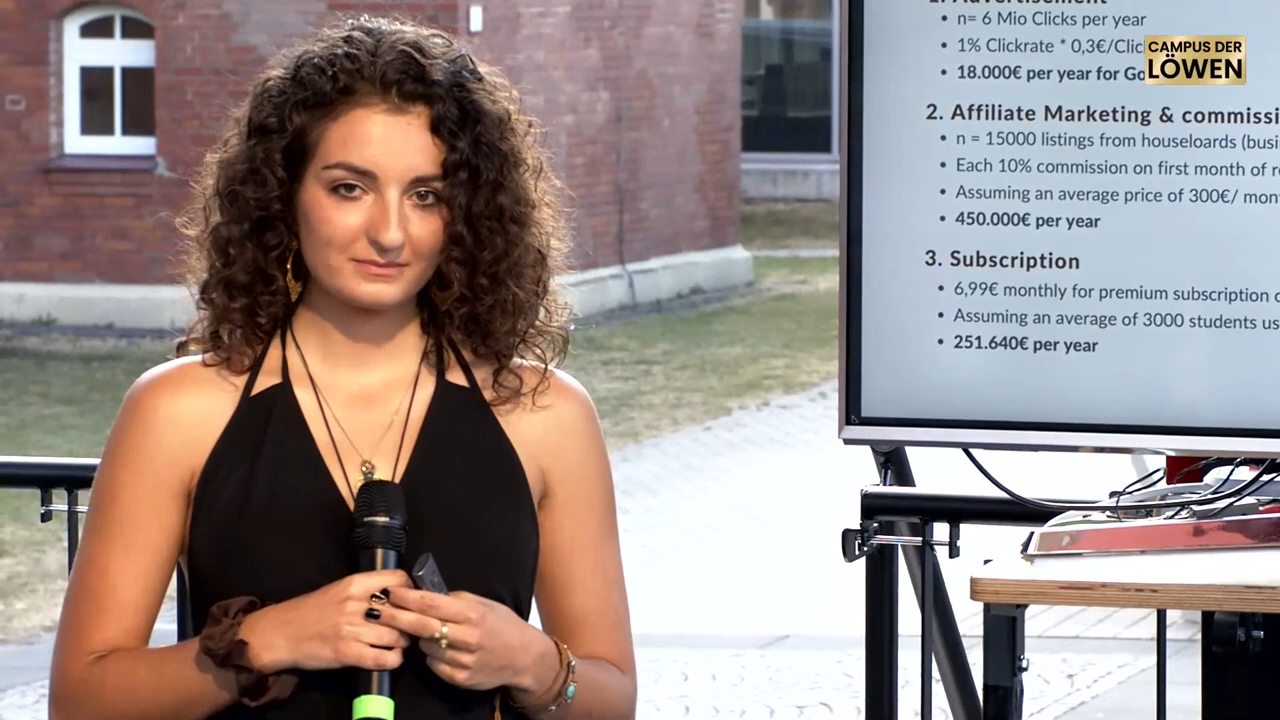 1. Advertisement
• n= 6 Mio Clicks per year
• 1% Clickrate * 0,3€/Clic
• 18.000€ per year for Go
CAMPUS DER
LÖWEN
2. Affiliate Marketing & commissi
• n = 15000 listings from houseloards (busi
• Each 10% commission on first month of r
• Assuming an average price of 300€/ mon
• 450.000€ per year
3. Subscription
• 6,99€ monthly for premium subscription
• Assuming an average of 3000 students us
• 251.640€ per year